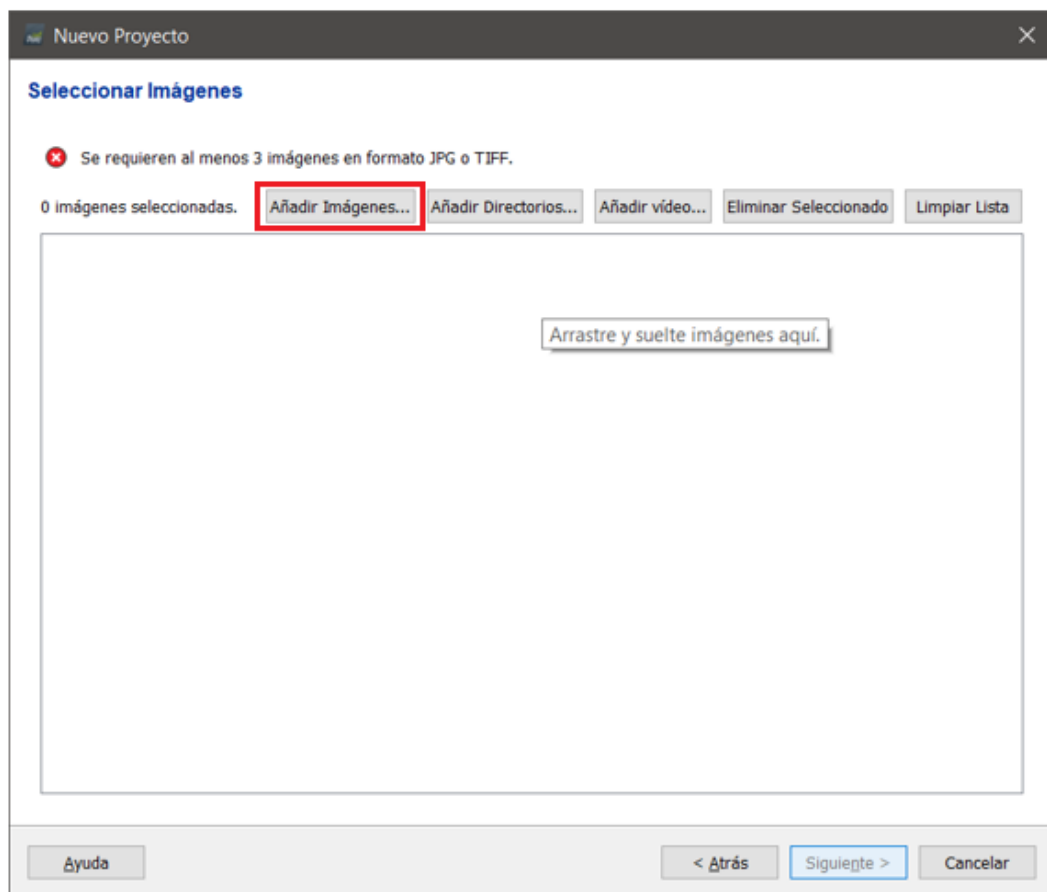 Nuevo Proyecto
Seleccionar Imágenes
Se requieren al menos 3 imágenes en formato JPG o TIFF.
0 imágenes seleccionadas. Añadir Imágenes... Añadir Directorios... Añadir vídeo... Eliminar Seleccionado Limpiar Lista
Arrastre y suelte imágenes aquí.
Ayuda < Atrás Siguiente > Cancelar